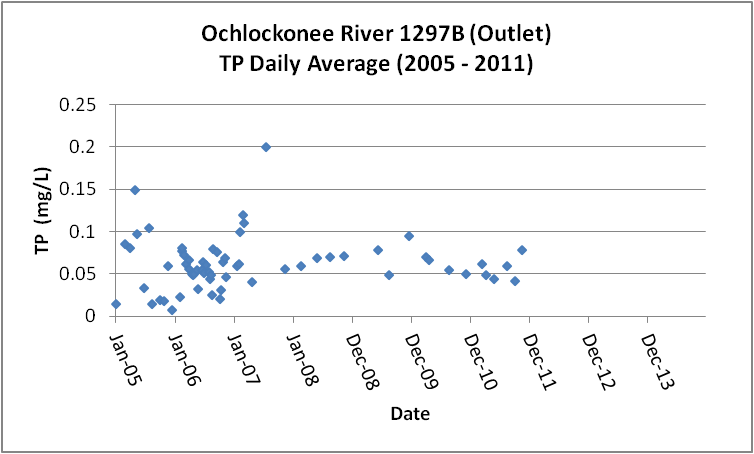 Ochlockonee River 1297B (Outlet)
TP Daily Average (2005 - 2011)
TP (mg/L)
0.25
0.2
0.15
0.1
0.05
0
Jan-05
Jan-06
Jan-07
Jan-08
Dec-08
Dec-09
Dec-10
Dec-11
Dec-12
Dec-13
Date